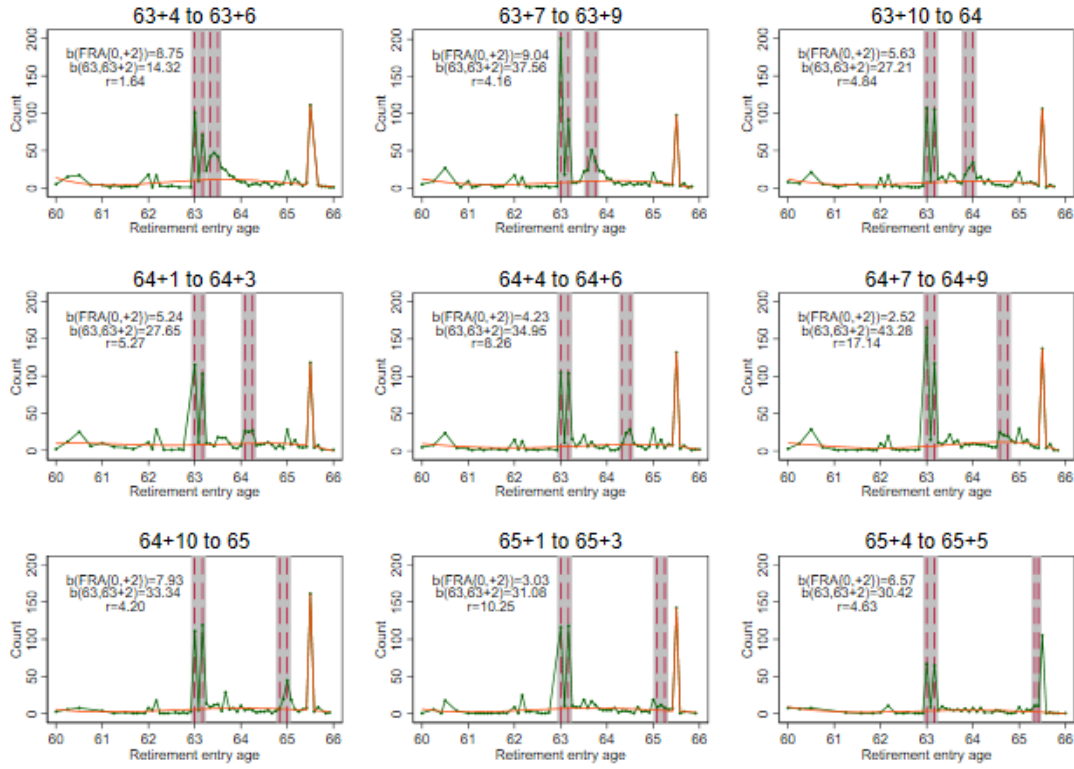 63+4 to 63+6
63+7 to 63+9
63+10 to 64
b(FRA{0,+2})=8.75
b(63,63+2)=14.32
r=1.64
b(FRA{0,+2})=9.04
b(63,63+2)=37.56
r=4.16
b(FRA{0,+2})=5.63
b(63,63+2)=27.21
r=4.84
Count
0 50 100 150 200
Count
0 50 100 150 200
Count
0 50 100 150 200
60 61 62 63 64 65 66
60 61 62 63 64 65 66
60 61 62 63 64 65 66
Retirement entry age
Retirement entry age
Retirement entry age
64+1 to 64+3
64+4 to 64+6
64+7 to 64+9
b(FRA{0,+2})=5.24
b(63,63+2)=27.65
r=5.27
b(FRA{0,+2})=4.23
b(63,63+2)=34.95
r=8.26
b(FRA{0,+2})=2.52
b(63,63+2)=43.28
r=17.14
Count
0 50 100 150 200
Count
0 50 100 150 200
Count
0 50 100 150 200
60 61 62 63 64 65 66
60 61 62 63 64 65 66
60 61 62 63 64 65 66
Retirement entry age
Retirement entry age
Retirement entry age
64+10 to 65
65+1 to 65+3
65+4 to 65+5
b(FRA{0,+2})=7.93
b(63,63+2)=33.34
r=4.20
b(FRA{0,+2})=3.03
b(63,63+2)=31.08
r=10.25
b(FRA{0,+2})=6.57
b(63,63+2)=30.42
r=4.63
Count
0 50 100 150 200
Count
0 50 100 150 200
Count
0 50 100 150 200
60 61 62 63 64 65 66
60 61 62 63 64 65 66
60 61 62 63 64 65 66
Retirement entry age
Retirement entry age
Retirement entry age